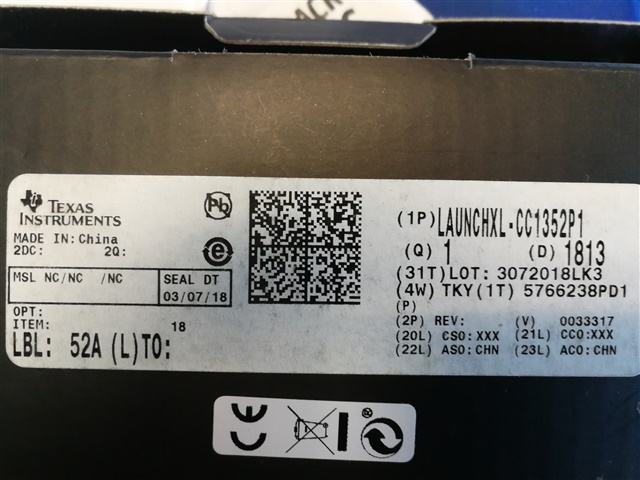 TEXAS
INSTRUMENTS
MADE IN: China
2DC: 2Q:
MSL NC/NC /NC
SEAL DT
03/07/18
OPT:
ITEM: 18
LBL: 52A (L)TO:
Pb
e
(1P) LAUNCHXL-CC1352P1
(Q) 1 (D) 1813
(31T)LOT: 3072018LK3
(4W) TKY(1T) 5766238PD1
(P)
(2P) REV: (V) 0033317
(20L) CSO:XXX (21L) CCO:XXX
(22L) ASO:CHN (23L) ACO:CHN
CE